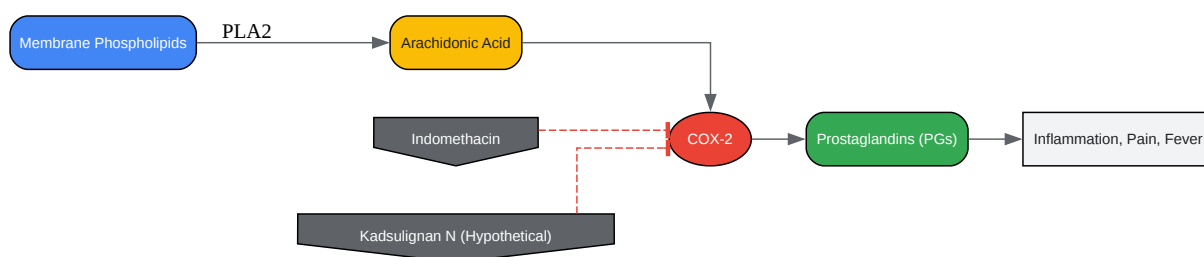 Membrane Phospholipids
PLA2
Arachidonic Acid
Indomethacin
COX-2
Prostaglandins (PGs)
Inflammation, Pain, Fever
Kadsulignan N (Hypothetical)